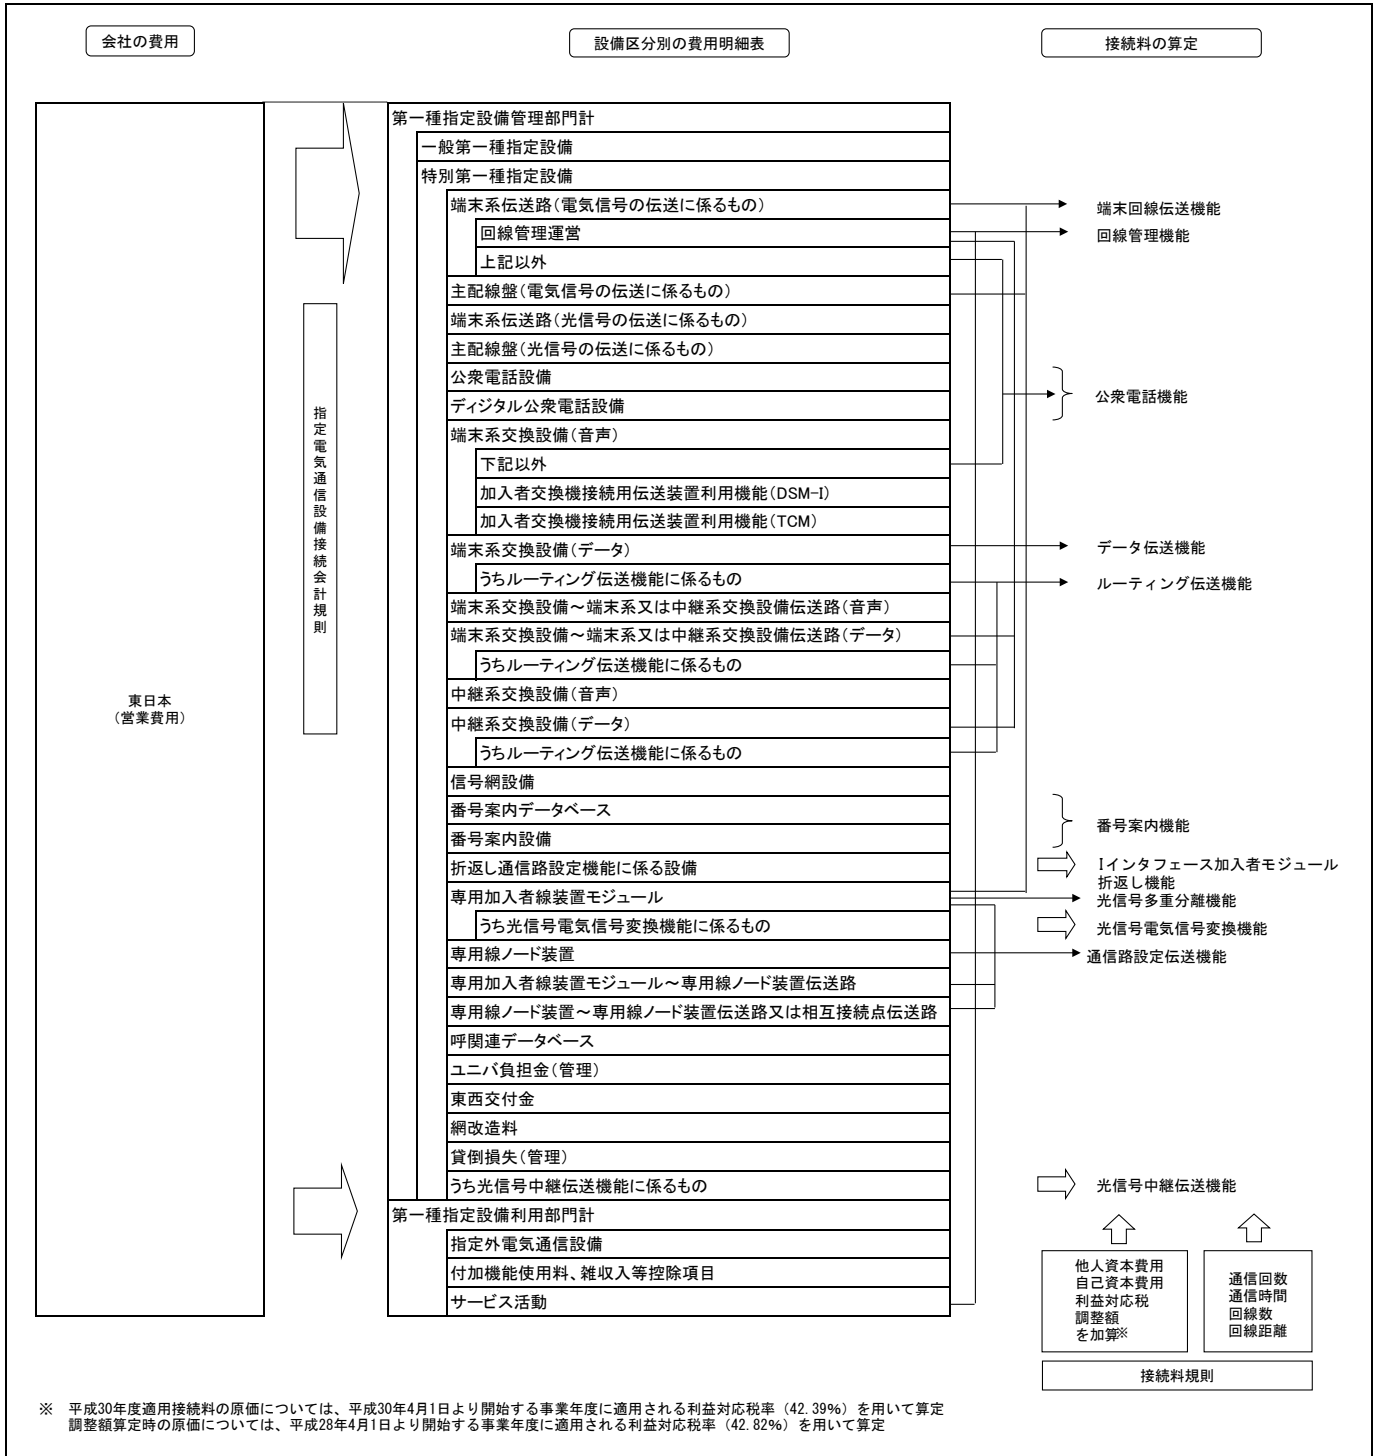 会社の費用
設備区分別の費用明細表
接続料の算定
東日本
(営業費用)
指定電気通信設備接続会計規則
第一種指定設備管理部門計
一般第一種指定設備
特別第一種指定設備
端末系伝送路(電気信号の伝送に係るもの)
回線管理運営
上記以外
主配線盤(電気信号の伝送に係るもの)
端末系伝送路(光信号の伝送に係るもの)
主配線盤(光信号の伝送に係るもの)
公衆電話設備
ディジタル公衆電話設備
端末系交換設備(音声)
下記以外
加入者交換機接続用伝送装置利用機能(DSM-I)
加入者交換機接続用伝送装置利用機能(TCM)
端末系交換設備(データ)
うちルーティング伝送機能に係るもの
端末系交換設備～端末系又は中継系交換設備伝送路(音声)
端末系交換設備～端末系又は中継系交換設備伝送路(データ)
うちルーティング伝送機能に係るもの
中継系交換設備(音声)
中継系交換設備(データ)
うちルーティング伝送機能に係るもの
信号網設備
番号案内データベース
番号案内設備
折返し通信路設定機能に係る設備
専用加入者線装置モジュール
うち光信号電気信号変換機能に係るもの
専用線ノード装置
専用加入者線装置モジュール～専用線ノード装置伝送路
専用線ノード装置～専用線ノード装置伝送路又は相互接続点伝送路
呼関連データベース
ユニバ負担金(管理)
東西交付金
網改造料
貸倒損失(管理)
うち光信号中継伝送機能に係るもの
第一種指定設備利用部門計
指定外電気通信設備
付加機能使用料、雑収入等控除項目
サービス活動
端末回線伝送機能
回線管理機能
公衆電話機能
データ伝送機能
ルーティング伝送機能
番号案内機能
Iインタフェース加入者モジュール
折返し機能
光信号多重分離機能
光信号電気信号変換機能
通信路設定伝送機能
光信号中継伝送機能
他人資本費用
自己資本費用
利益対応税
調整額
を加算※
通信回数
通信時間
回線数
回線距離
接続料規則
※ 平成30年度適用接続料の原価については、平成30年4月1日より開始する事業年度に適用される利益対応税率（42.39%）を用いて算定
調整額算定時の原価については、平成28年4月1日より開始する事業年度に適用される利益対応税率（42.82%）を用いて算定